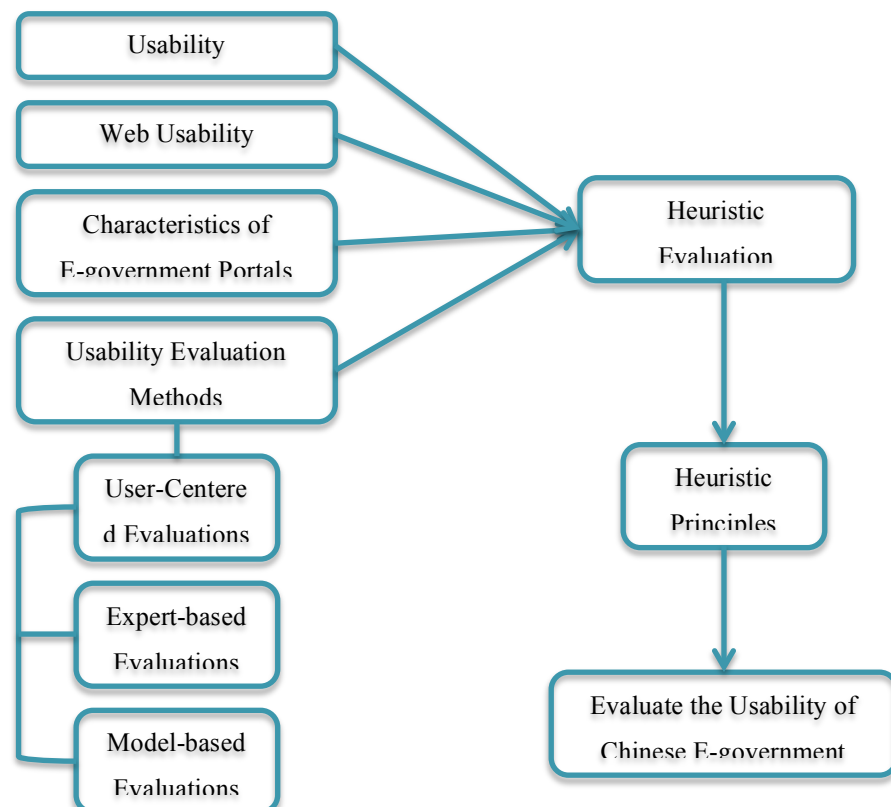 Usability
Web Usability
Characteristics of
E-government Portals
Usability Evaluation
Methods
User-Centere
d Evaluations
Expert-based
Evaluations
Model-based
Evaluations
Heuristic
Evaluation
Heuristic
Principles
Evaluate the Usability of
Chinese E-government